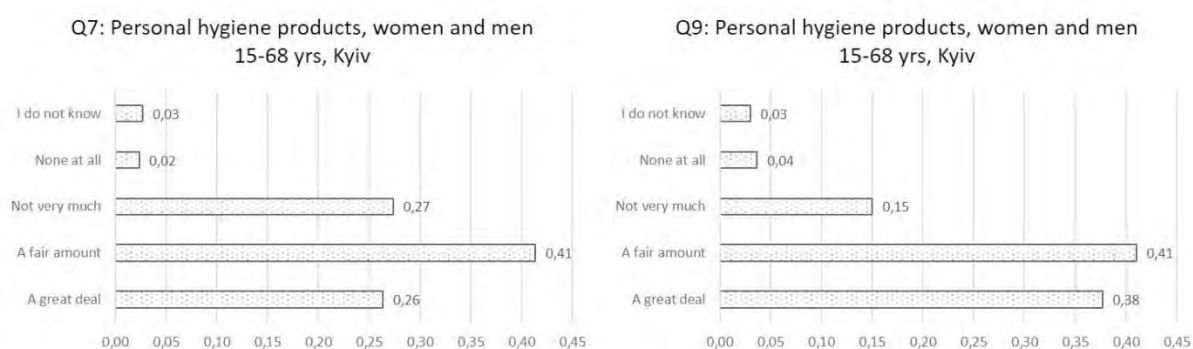 Q7: Personal hygiene products, women and men
15-68 yrs, Kyiv
I do not know
0,03
None at all
0,02
Not very much
0,27
A fair amount
0,41
A great deal
0,26
0,00 0,05 0,10 0,15 0,20 0,25 0,30 0,35 0,40 0,45
Q9: Personal hygiene products, women and men
15-68 yrs, Kyiv
I do not know
0,03
None at all
0,04
Not very much
0,15
A fair amount
0,41
A great deal
0,38
0,00 0,05 0,10 0,15 0,20 0,25 0,30 0,35 0,40 0,45